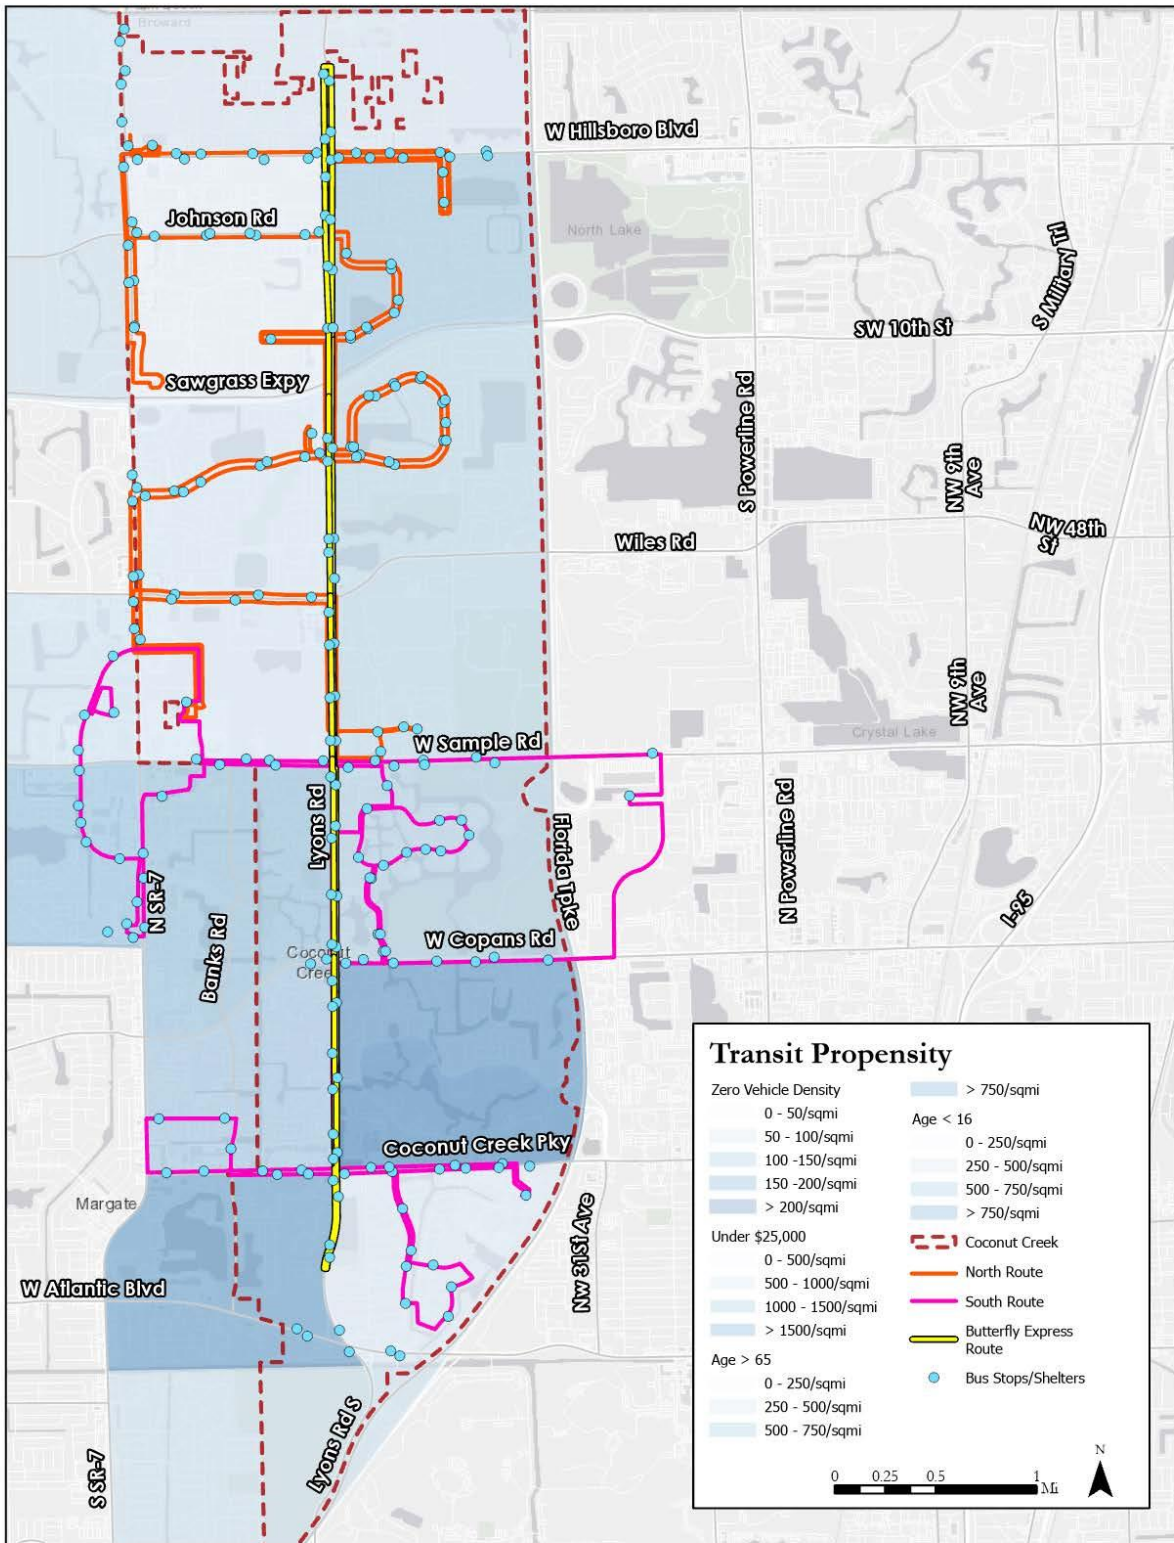 Broward
W Hillsboro Blvd
Johnson Rd
North Lake
S Military Trl
SW 10th St
Sawgrass Expy
S Powerline Rd
NW 9th
Ave
Wiles Rd
NW 48th
St
NW 9th
Ave
Crystal Lake
W Sample Rd
Lyons Rd
Florida Tpke
N Powerline Rd
N SR-7
I-95
Banks Rd
W Copans Rd
Coconut
Creek
Coconut Creek Pky
Margate
Nw 31St Ave
W Atlantic Blvd
Lyons Rd S
S SR-7
Transit Propensity
Zero Vehicle Density
0 - 50/sqmi
50 - 100/sqmi
100 -150/sqmi
150 -200/sqmi
> 200/sqmi
Under $25,000
0 - 500/sqmi
500 - 1000/sqmi
1000 - 1500/sqmi
> 1500/sqmi
Age > 65
0 - 250/sqmi
250 - 500/sqmi
500 - 750/sqmi
> 750/sqmi
Age < 16
0 - 250/sqmi
250 - 500/sqmi
500 - 750/sqmi
> 750/sqmi
Coconut Creek
North Route
South Route
Butterfly Express
Route
Bus Stops/Shelters
N
0 0.25 0.5 1
Mi